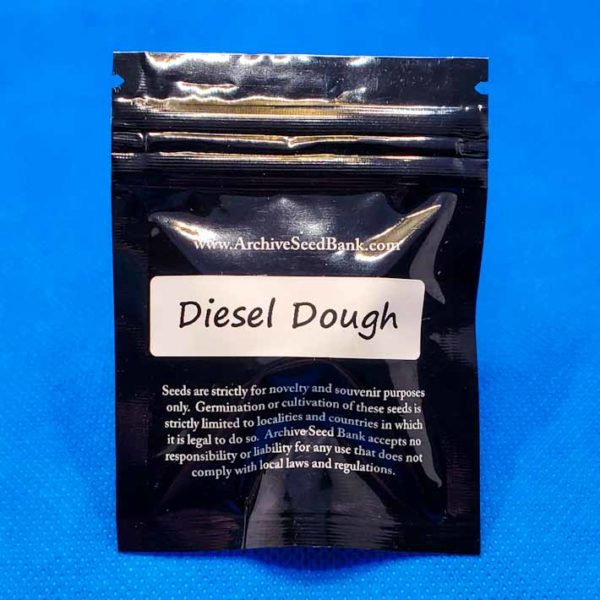 www.ArchiveSeedBank.com
Diesel Dough
Seeds are strictly for novelty and souvenir purposes
only. Germination or cultivation of these seeds is
strictly limited to localities and countries in which
it is legal to do so. Archive Seed Bank accepts no
responsibility or liability for any use that does not
comply with local laws and regulations.